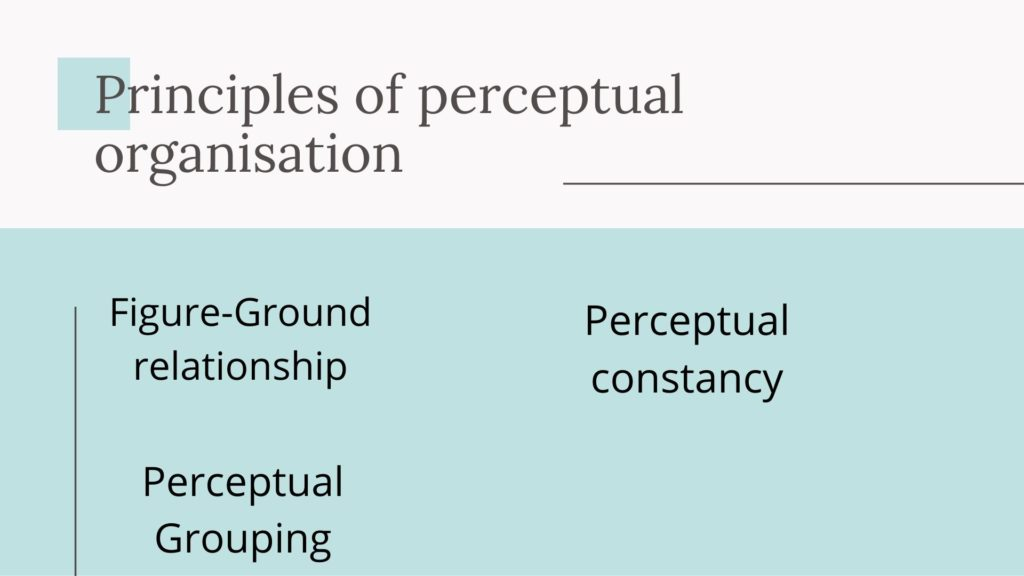 Principles of perceptual
organisation
Figure-Ground
relationship
Perceptual
Grouping
Perceptual
constancy